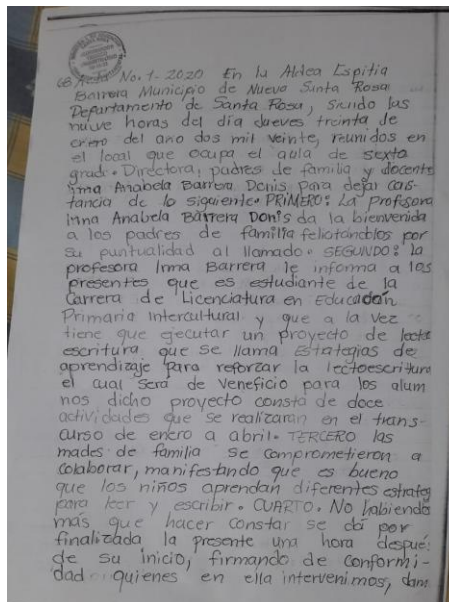 68 Acta No. 1- 2020 En la Aldea Espitia
Barrera Municipio de Nueva Santa Rosa
Departamento de Santa Rosa, siendo las
nueve horas del día jueves treinta de
enero del año dos mil veinte, reunidos en
el local que ocupa el aula de sexto
grado. Directora, padres de familia y docente
irma Anabela Barrera Donis para dejar cons-
tancia de lo siguiente. PRIMERO: La profesora
irma Anabela Barrera Donis da la bienvenida
a los padres de familia felicitándolos por
su puntualidad al llamado. SEGUNDO: la
profesora Irma Barrera le informa a los
presentes que es estudiante de la
Carrera de Licenciatura en Educación
Primaria Intercultural y que a la vez
tiene que ejecutar un proyecto de lecto
escritura que se llama Estrategias de
aprendizaje para reforzar la lectoescritura
el cual será de veneficio para los alum
nos dicho proyecto consta de doce
actividades que se realizaran en el trans-
curso de enero a abril. TERCERO las
mades de familia se comprometieron a
colaborar, manifestando que es bueno
que los niños aprendan diferentes estrateg
para leer y escribir. CUARTO. No habiendo
más que hacer constar se da por
finalizada la presente una hora despué
de su inicio, firmando de conformi-
dad quienes en ella intervenimos, dam